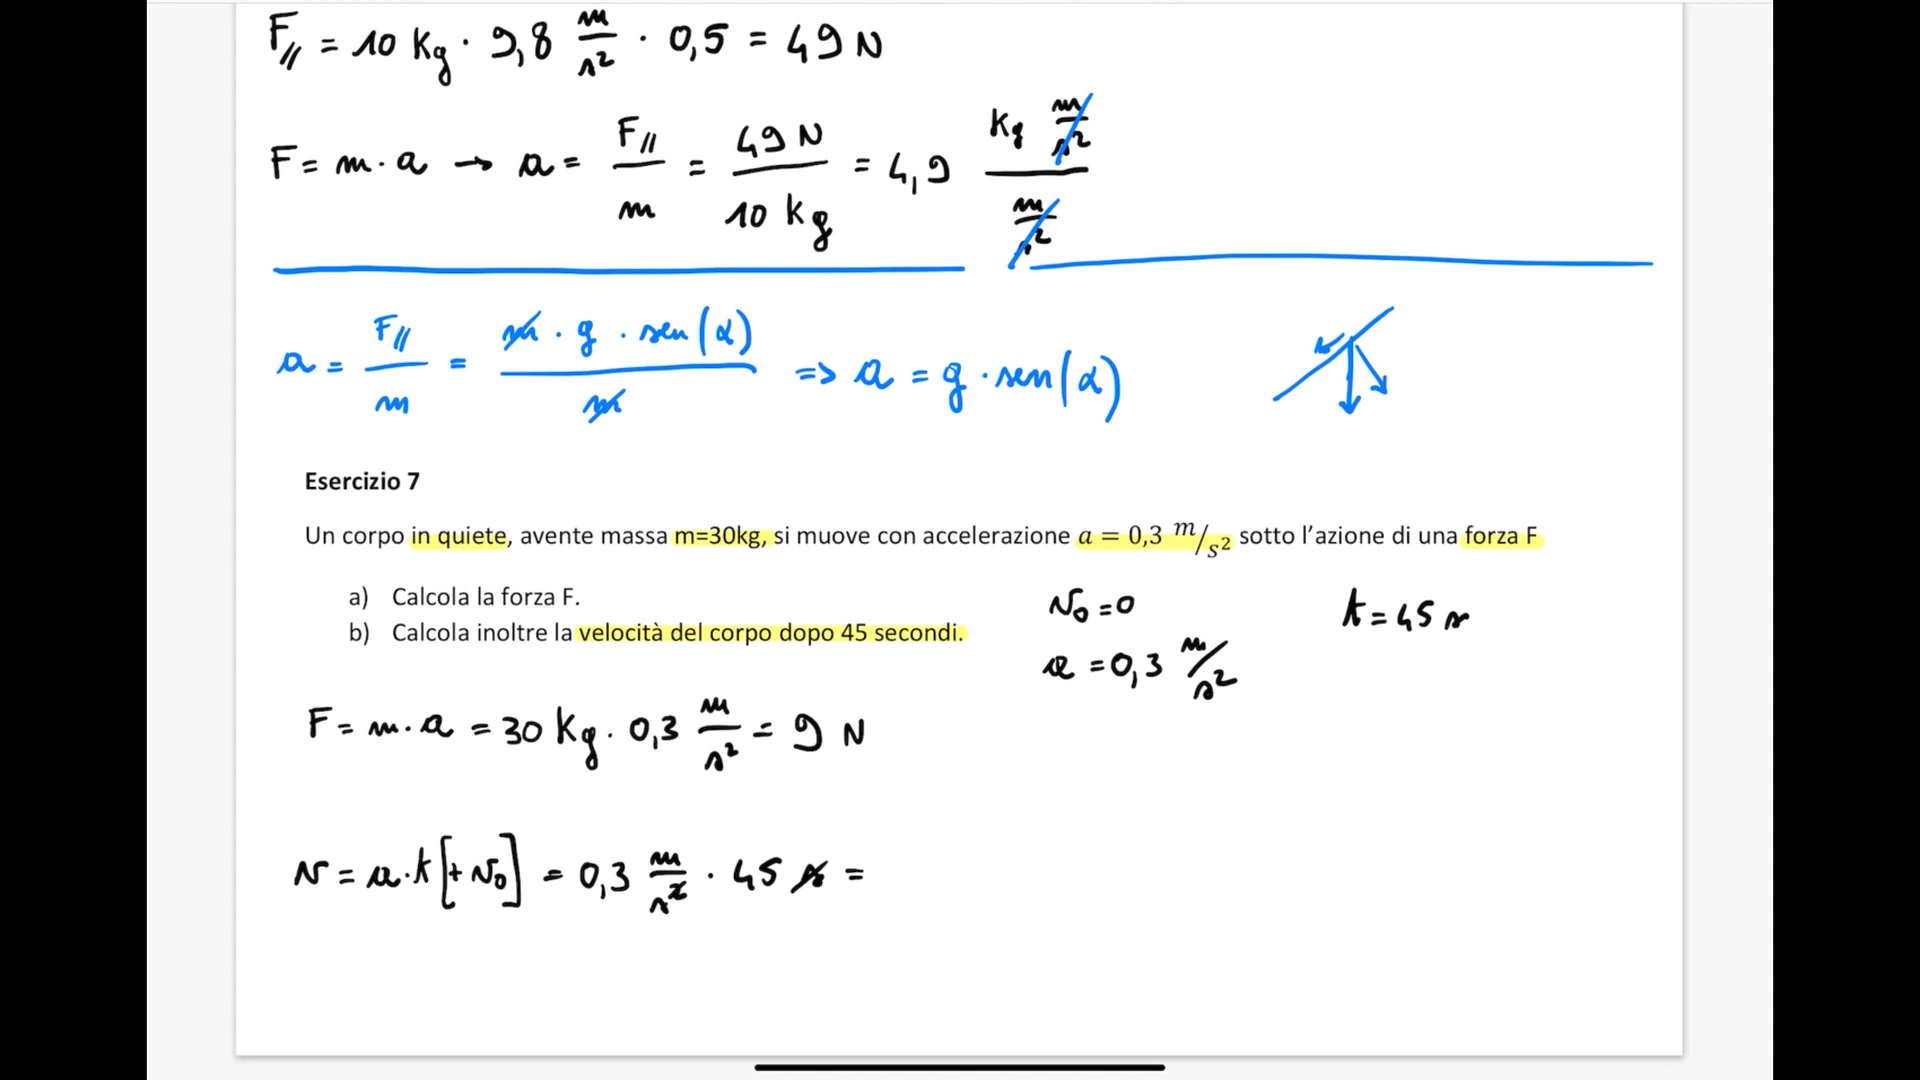 F// = 10 kg · 9,8 m/s² · 0,5 = 49 N
F = m · a → a = F///m = 49 N/10 kg = 4,9 kg m/s² / m/s²
a = F///m = m · g · sen(α)/m => a = g · sen(α)
Esercizio 7
Un corpo in quiete, avente massa m=30kg, si muove con accelerazione a = 0,3 m/s² sotto l’azione di una forza F
a) Calcola la forza F.
b) Calcola inoltre la velocità del corpo dopo 45 secondi.
v₀ = 0
t = 45 s
a = 0,3 m/s²
F = m · a = 30 kg · 0,3 m/s² = 9 N
v = a · t [+ v₀] = 0,3 m/s² · 45 s =